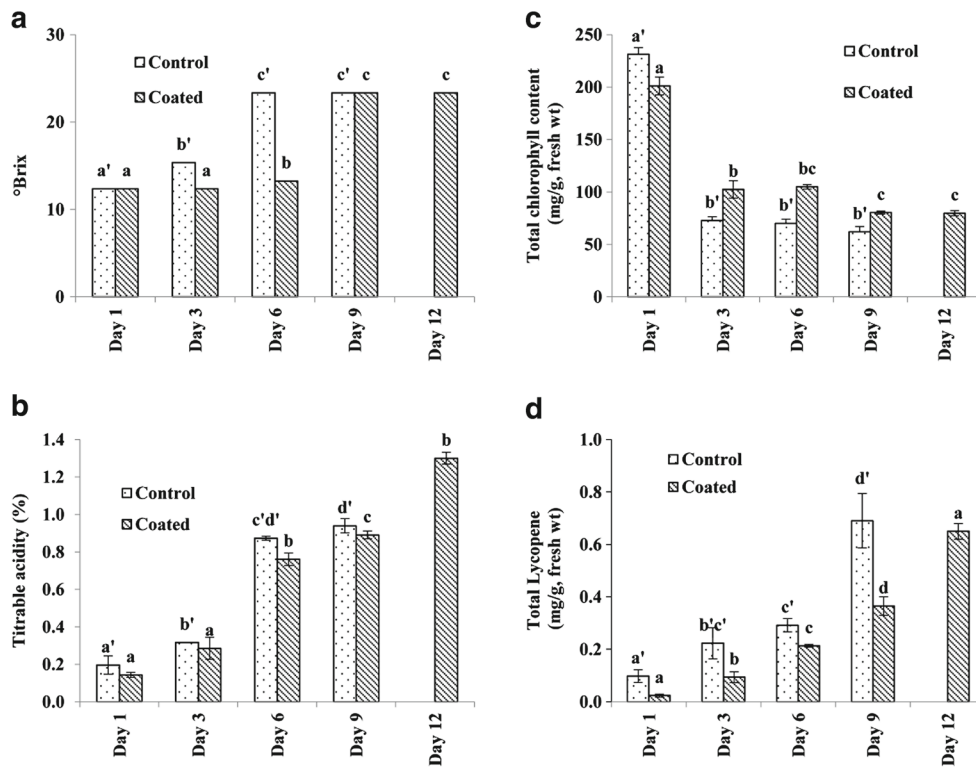 a
30
20
10
0
°Brix
Control
Coated
a'
a
b'
a
c'
b
c'
c
c
Day 1
Day 3
Day 6
Day 9
Day 12
c
250
200
150
100
50
0
Total chlorophyll content
(mg/g, fresh wt)
Control
Coated
a'
a
b'
b
b'
bc
b'
c
c
Day 1
Day 3
Day 6
Day 9
Day 12
b
1.4
1.2
1.0
0.8
0.6
0.4
0.2
0.0
Titrable acidity (%)
Control
Coated
a'
a
b'
a
c'd'
b
d'
c
b
Day 1
Day 3
Day 6
Day 9
Day 12
d
1.0
0.8
0.6
0.4
0.2
0.0
Total Lycopene
(mg/g, fresh wt)
Control
Coated
a'
a
b'c'
b
c'
c
d'
d
a
Day 1
Day 3
Day 6
Day 9
Day 12